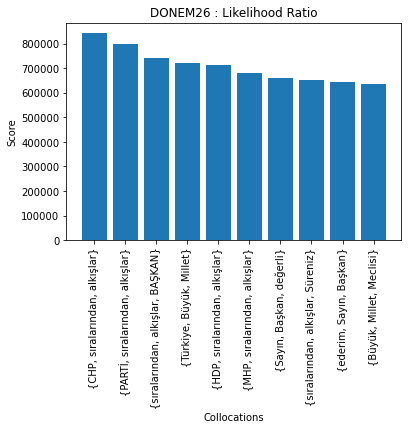 DONEM26 : Likelihood Ratio
Score
800000
700000
600000
500000
400000
300000
200000
100000
0
{CHP, sıralarından, alkışlar}
{PARTİ, sıralarından, alkışlar}
{sıralarından, alkışlar, BAŞKAN}
{Türkiye, Büyük, Millet}
{HDP, sıralarından, alkışlar}
{MHP, sıralarından, alkışlar}
{Sayın, Başkan, değerli}
{sıralarından, alkışlar, Süreniz}
{ederim, Sayın, Başkan}
{Büyük, Millet, Meclisi}
Collocations